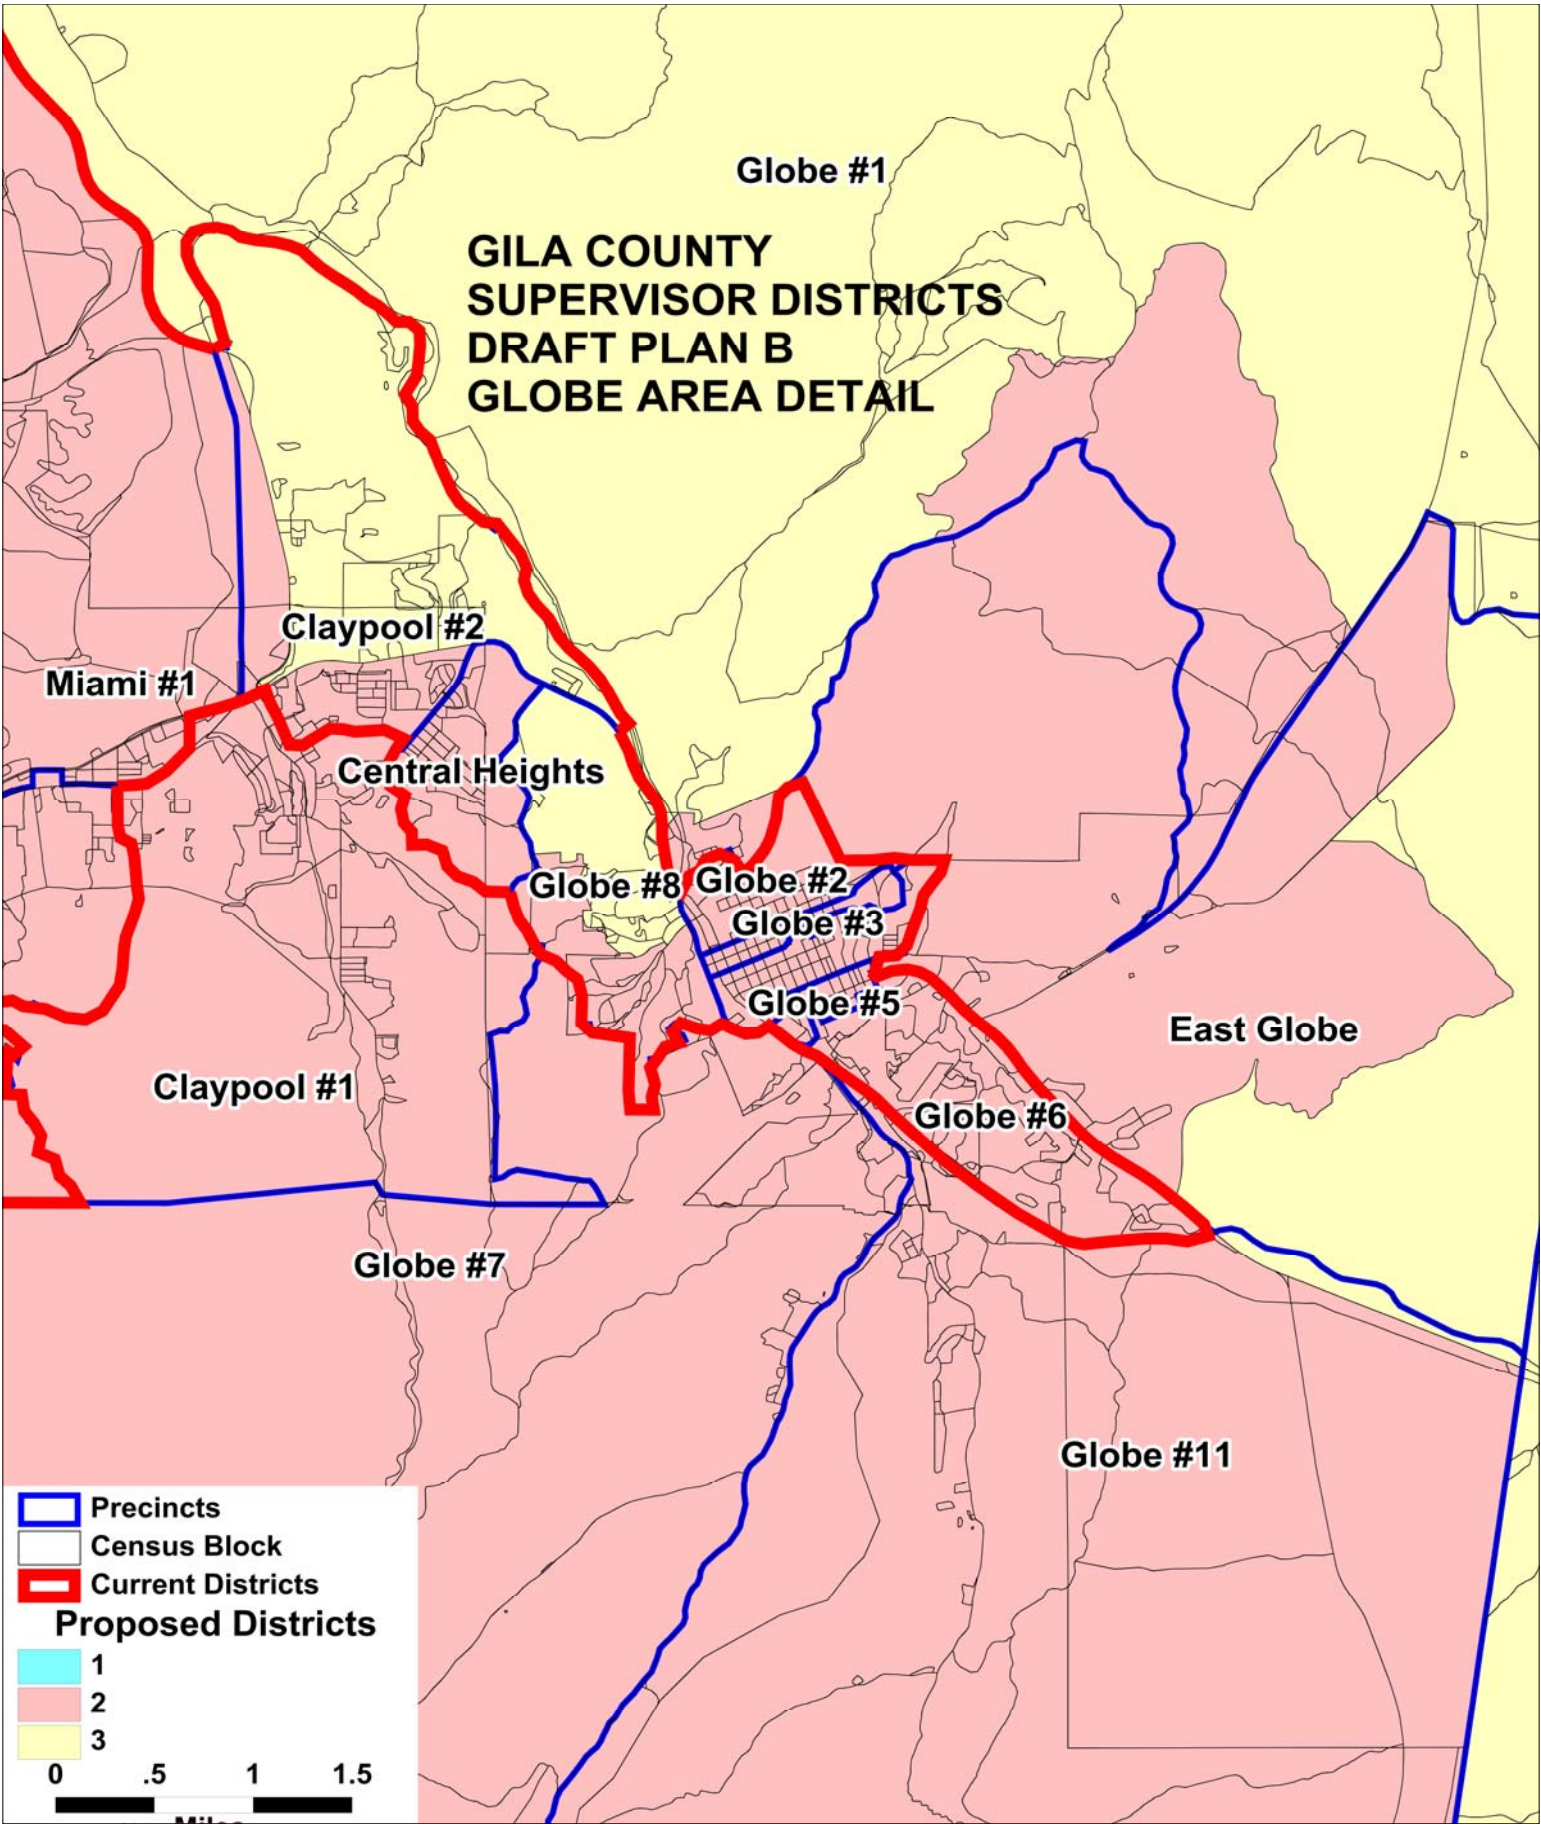 Globe #1
GILA COUNTY
SUPERVISOR DISTRICTS
DRAFT PLAN B
GLOBE AREA DETAIL
Claypool #2
Miami #1
Central Heights
Globe #8
Globe #2
Globe #3
Globe #5
East Globe
Claypool #1
Globe #6
Globe #7
Globe #11
Precincts
Census Block
Current Districts
Proposed Districts
1
2
3
0 .5 1 1.5
Miles